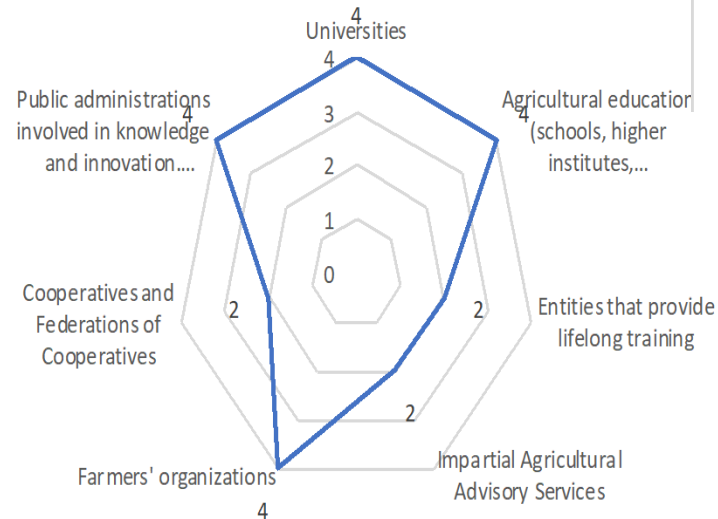 4
Universities
4
3
2
1
0
Public administrations
involved in knowledge
and innovation....
4
Agricultural education
(schools, higher
institutes,...
4
Entities that provide
lifelong training
2
Impartial Agricultural
Advisory Services
2
Farmers' organizations
4
Cooperatives and
Federations of
Cooperatives
2